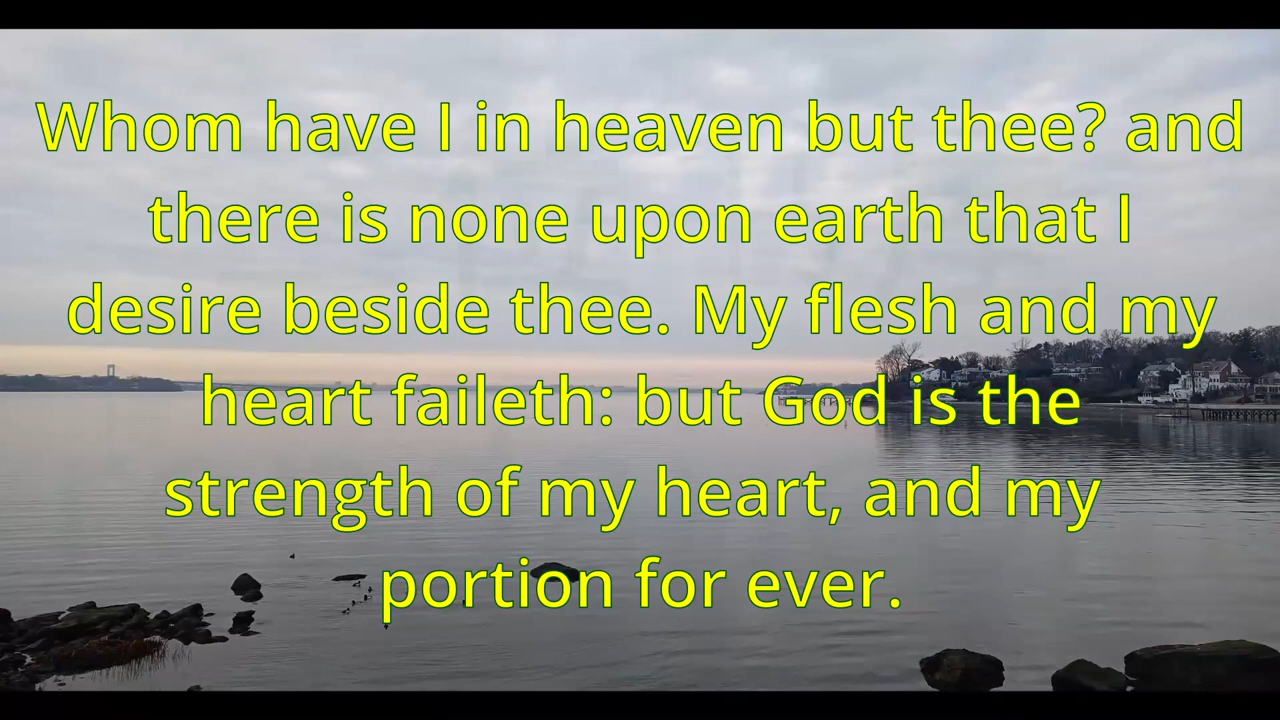 Whom have I in heaven but thee? and
there is none upon earth that I
desire beside thee. My flesh and my
heart faileth: but God is the
strength of my heart, and my
portion for ever.